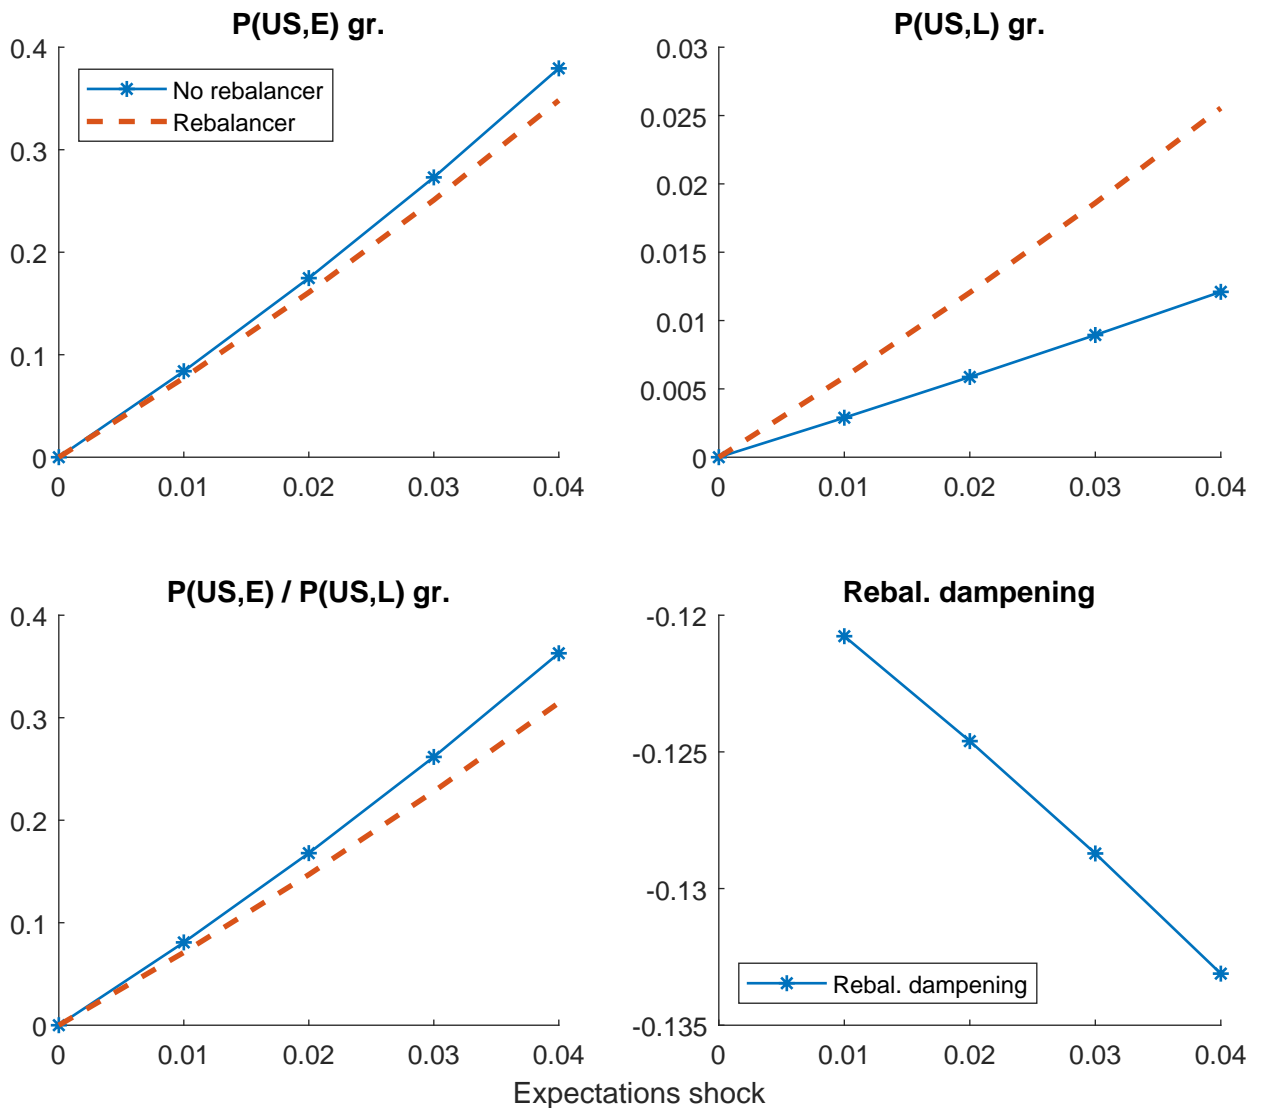 P(US,E) gr.
0.4
0.3
0.2
0.1
0
0 0.01 0.02 0.03 0.04
No rebalancer
Rebalancer
P(US,L) gr.
0.03
0.025
0.02
0.015
0.01
0.005
0
0 0.01 0.02 0.03 0.04
P(US,E) / P(US,L) gr.
0.4
0.3
0.2
0.1
0
0 0.01 0.02 0.03 0.04
Rebal. dampening
-0.12
-0.125
-0.13
-0.135
Rebal. dampening
0 0.01 0.02 0.03 0.04
Expectations shock